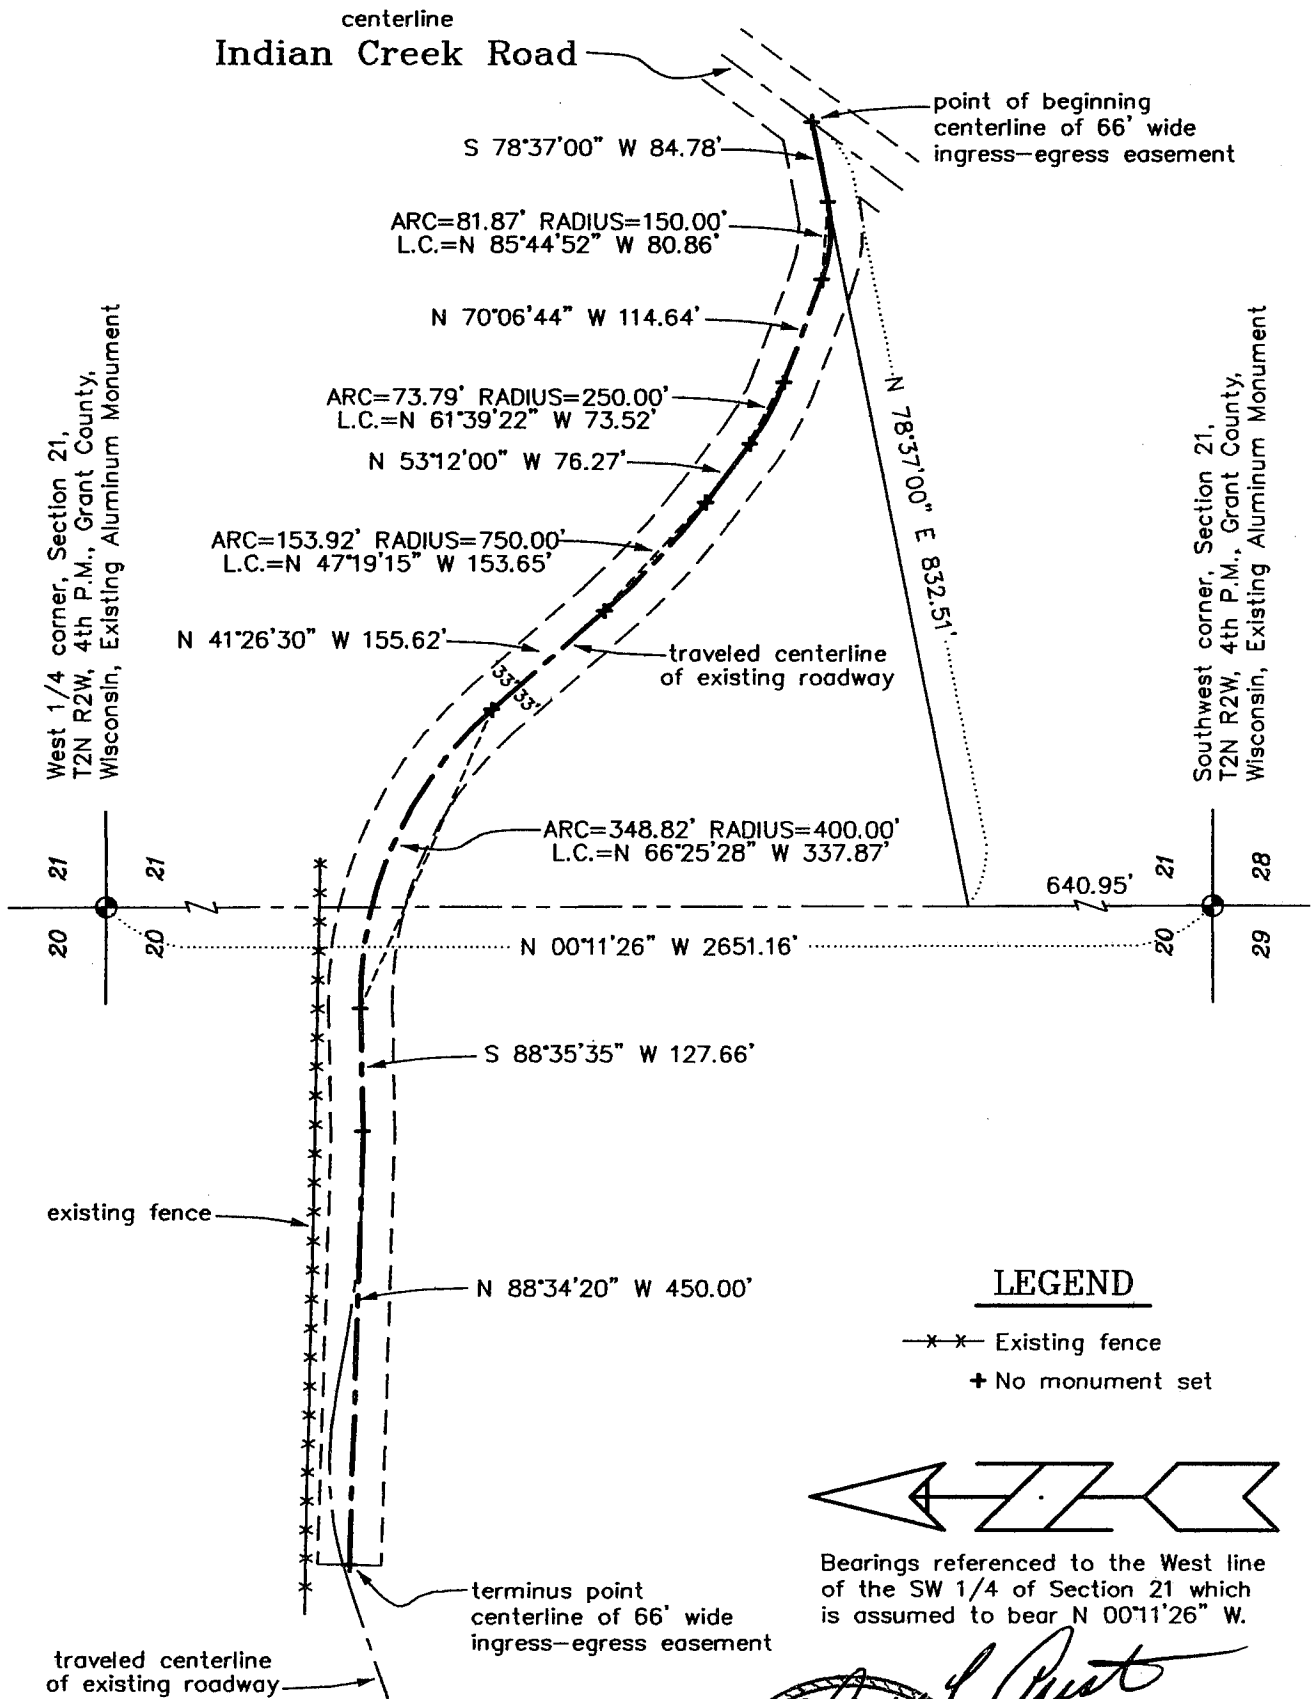 centerline
Indian Creek Road
point of beginning
centerline of 66' wide
ingress–egress easement
S 78°37'00" W 84.78'
ARC=81.87' RADIUS=150.00'
L.C.=N 85°44'52" W 80.86'
N 70°06'44" W 114.64'
ARC=73.79' RADIUS=250.00'
L.C.=N 61°39'22" W 73.52'
N 53°12'00" W 76.27'
ARC=153.92' RADIUS=750.00'
L.C.=N 47°19'15" W 153.65'
N 41°26'30" W 155.62'
traveled centerline
of existing roadway
33' 33'
N 78°37'00" E 832.51'
West 1/4 corner, Section 21,
T2N R2W, 4th P.M., Grant County,
Wisconsin, Existing Aluminum Monument
Southwest corner, Section 21,
T2N R2W, 4th P.M., Grant County,
Wisconsin, Existing Aluminum Monument
ARC=348.82' RADIUS=400.00'
L.C.=N 66°25'28" W 337.87'
21
21
20
20
640.95'
21
28
20
29
N 00°11'26" W 2651.16'
S 88°35'35" W 127.66'
existing fence
N 88°34'20" W 450.00'
LEGEND
x x Existing fence
+ No monument set
N
Bearings referenced to the West line
of the SW 1/4 of Section 21 which
is assumed to bear N 00°11'26" W.
terminus point
centerline of 66' wide
ingress–egress easement
traveled centerline
of existing roadway